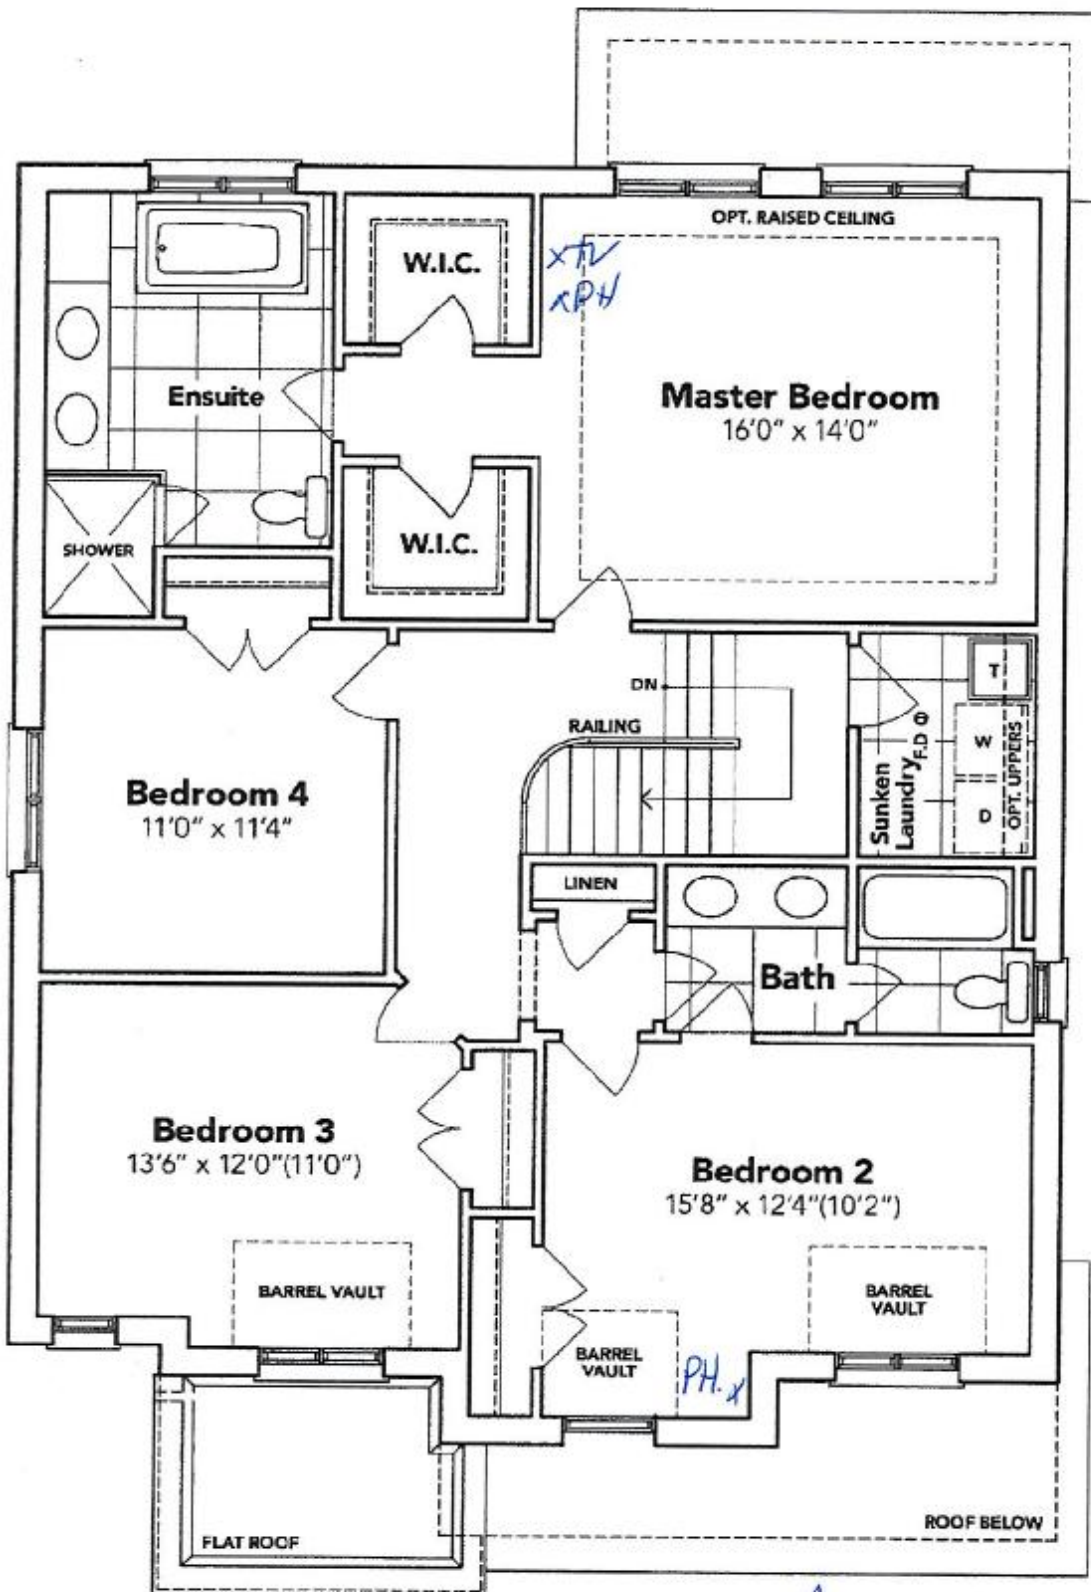 OPT. RAISED CEILING
W.I.C.
xTV
xPH
Master Bedroom
16'0" x 14'0"
Ensuite
W.I.C.
SHOWER
DN
RAILING
T
W
D
F.D
OPT. UPPERS
Sunken
Laundry
Bedroom 4
11'0" x 11'4"
LINEN
Bath
Bedroom 3
13'6" x 12'0"(11'0")
Bedroom 2
15'8" x 12'4"(10'2")
BARREL VAULT
BARREL
VAULT
BARREL
VAULT
PH. x
FLAT ROOF
ROOF BELOW